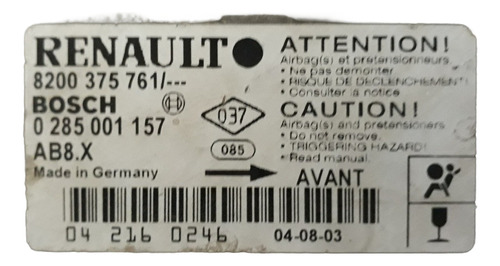 RENAULT
8200 375 761/---
BOSCH
0 285 001 157
AB8.X
Made in Germany
037
085
ATTENTION!
Airbag(s) et pretensionneurs
• Ne pas demonter
• RISQUE DE DECLENCHEMENT!
• Consulter la notice
CAUTION!
Airbag(s) and pretensioners
• Do not remove.
• TRIGGERING HAZARD!
• Read manual.
AVANT
04 216 0246
04-08-03